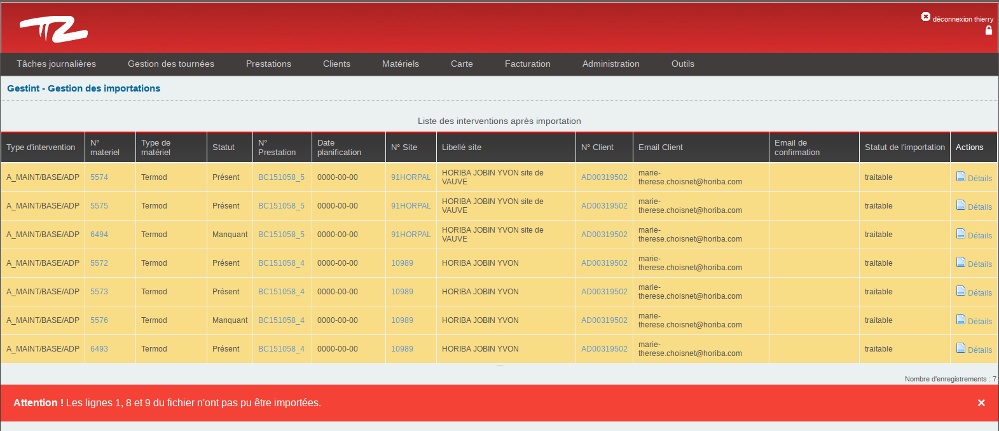 TZ
déconnexion thierry
Tâches journalières Gestion des tournées Prestations Clients Matériels Carte Facturation Administration Outils
Gestint - Gestion des importations
Liste des interventions après importation
Type d'intervention N° materiel Type de matériel Statut N° Prestation Date planification N° Site Libellé site N° Client Email Client Email de confirmation Statut de l'importation Actions
A_MAINT/BASE/ADP 5574 Termod Présent BC151058_5 0000-00-00 91HORPAL HORIBA JOBIN YVON site de VAUVE AD00319502 marie-therese.choisnet@horiba.com traitable Détails
A_MAINT/BASE/ADP 5575 Termod Présent BC151058_5 0000-00-00 91HORPAL HORIBA JOBIN YVON site de VAUVE AD00319502 marie-therese.choisnet@horiba.com traitable Détails
A_MAINT/BASE/ADP 6494 Termod Manquant BC151058_5 0000-00-00 91HORPAL HORIBA JOBIN YVON site de VAUVE AD00319502 marie-therese.choisnet@horiba.com traitable Détails
A_MAINT/BASE/ADP 5572 Termod Présent BC151058_4 0000-00-00 10989 HORIBA JOBIN YVON AD00319502 marie-therese.choisnet@horiba.com traitable Détails
A_MAINT/BASE/ADP 5573 Termod Présent BC151058_4 0000-00-00 10989 HORIBA JOBIN YVON AD00319502 marie-therese.choisnet@horiba.com traitable Détails
A_MAINT/BASE/ADP 5576 Termod Manquant BC151058_4 0000-00-00 10989 HORIBA JOBIN YVON AD00319502 marie-therese.choisnet@horiba.com traitable Détails
A_MAINT/BASE/ADP 6493 Termod Présent BC151058_4 0000-00-00 10989 HORIBA JOBIN YVON AD00319502 marie-therese.choisnet@horiba.com traitable Détails
Nombre d'enregistrements : 7
Attention ! Les lignes 1, 8 et 9 du fichier n'ont pas pu être importées. ×